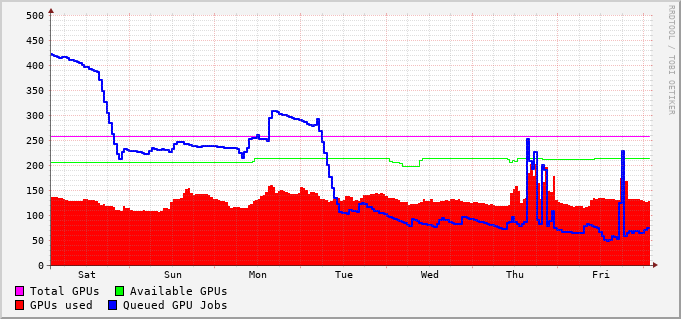 500
450
400
350
300
250
200
150
100
50
0
Sat Sun Mon Tue Wed Thu Fri
Total GPUs Available GPUs
GPUs used Queued GPU Jobs
RRDTOOL / TOBI OETIKER